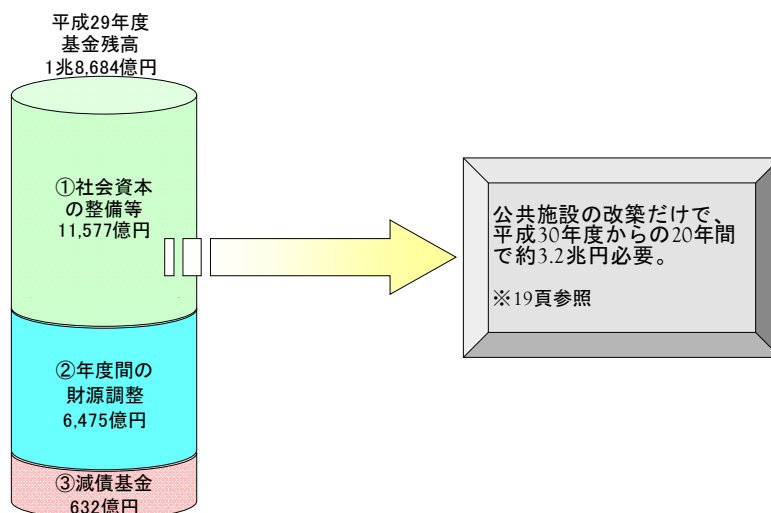 平成29年度
基金残高
1兆8,684億円
①社会資本
の整備等
11,577億円
②年度間の
財源調整
6,475億円
③減債基金
632億円
公共施設の改築だけで、
平成30年度からの20年間
で約3.2兆円必要。
※19頁参照